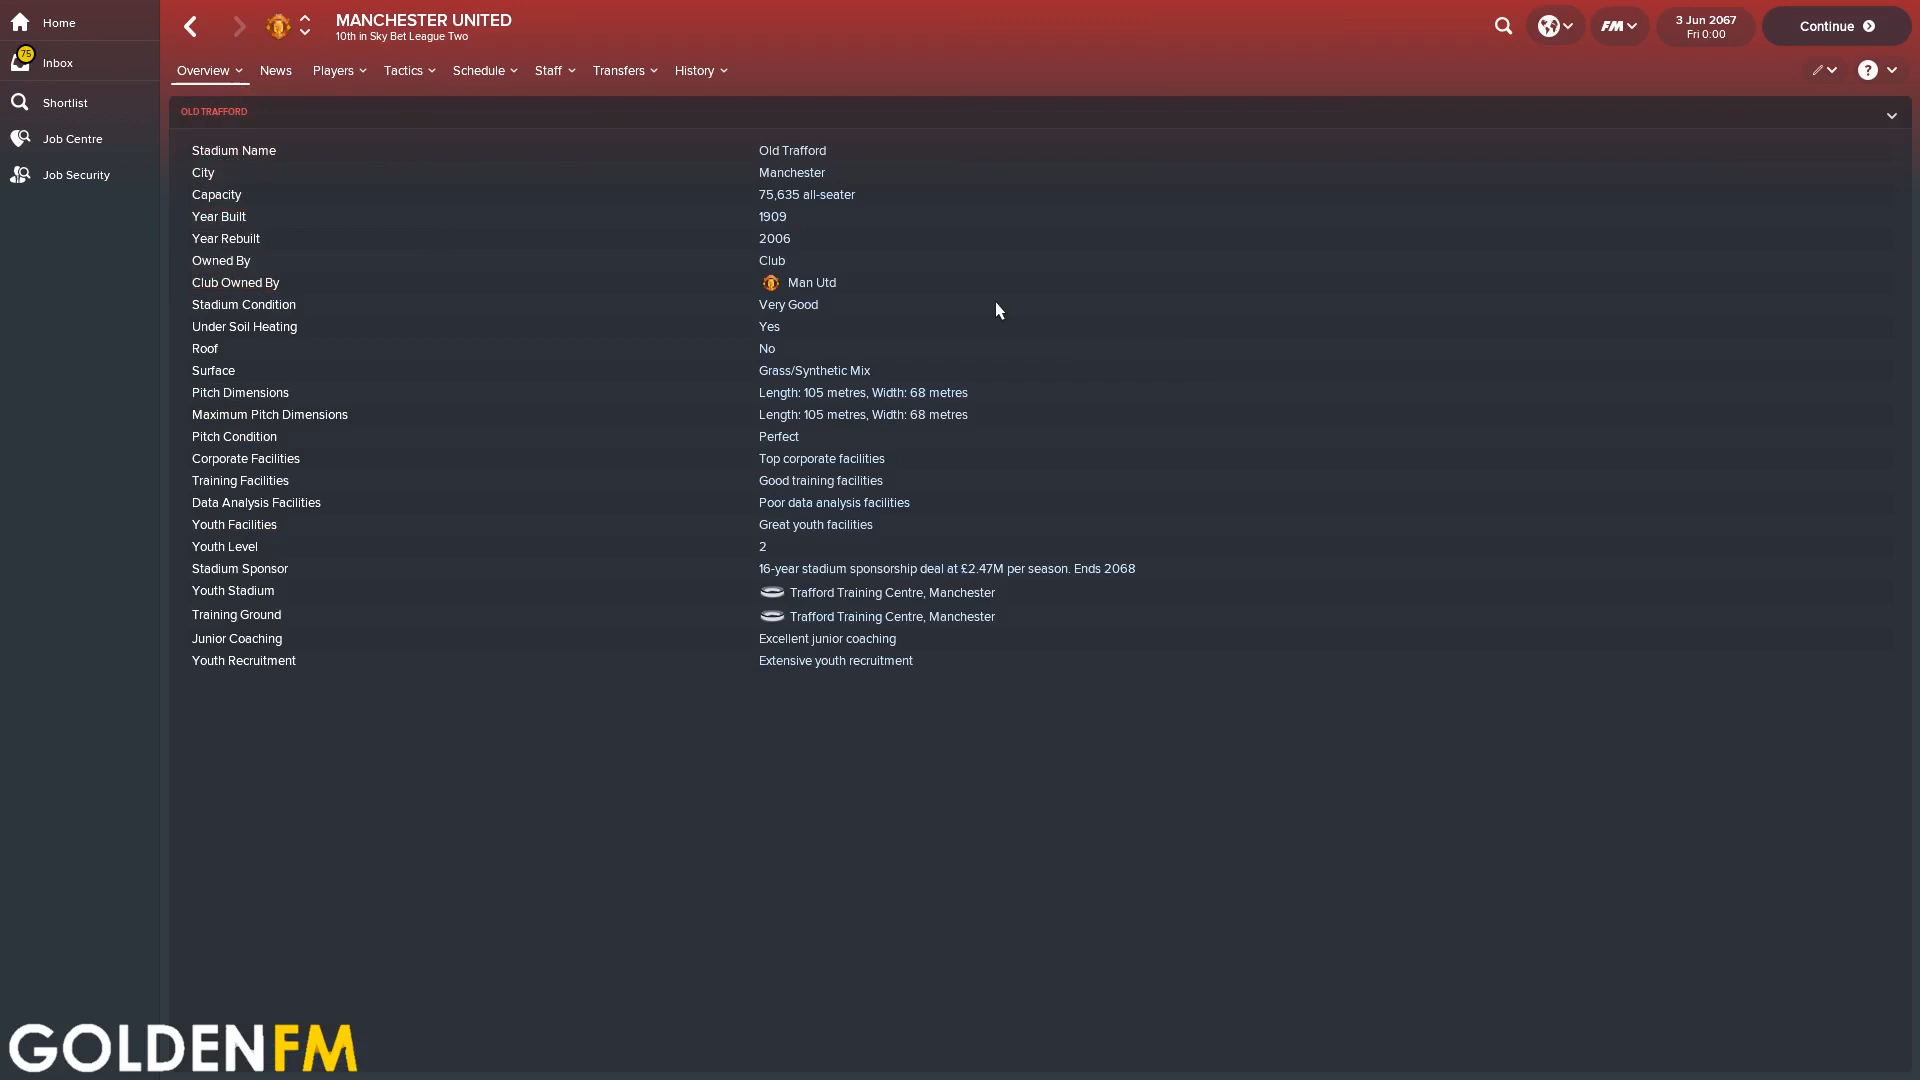 Home
75
Inbox
Shortlist
Job Centre
Job Security
MANCHESTER UNITED
10th in Sky Bet League Two
FM
3 Jun 2067
Fri 0:00
Continue
Overview News Players Tactics Schedule Staff Transfers History
?
OLD TRAFFORD
Stadium Name Old Trafford
City Manchester
Capacity 75,635 all-seater
Year Built 1909
Year Rebuilt 2006
Owned By Club
Club Owned By Man Utd
Stadium Condition Very Good
Under Soil Heating Yes
Roof No
Surface Grass/Synthetic Mix
Pitch Dimensions Length: 105 metres, Width: 68 metres
Maximum Pitch Dimensions Length: 105 metres, Width: 68 metres
Pitch Condition Perfect
Corporate Facilities Top corporate facilities
Training Facilities Good training facilities
Data Analysis Facilities Poor data analysis facilities
Youth Facilities Great youth facilities
Youth Level 2
Stadium Sponsor 16-year stadium sponsorship deal at £2.47M per season. Ends 2068
Youth Stadium Trafford Training Centre, Manchester
Training Ground Trafford Training Centre, Manchester
Junior Coaching Excellent junior coaching
Youth Recruitment Extensive youth recruitment
GOLDENFM